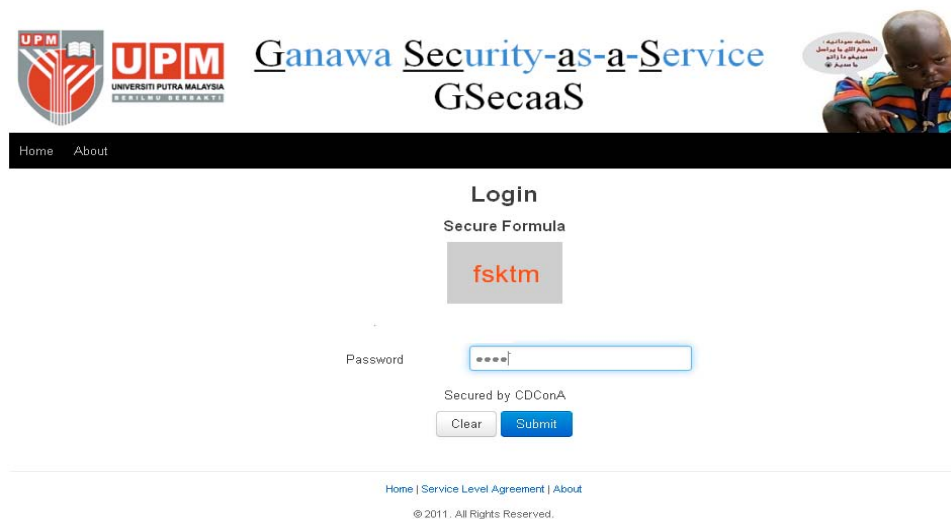 UPM
UPM
UNIVERSITI PUTRA MALAYSIA
BERILMU BERBAKTI
Ganawa Security-as-a-Service
GSecaaS
Home About
Login
Secure Formula
fsktm
Password
Secured by CDConA
Clear Submit
Home | Service Level Agreement | About
© 2011. All Rights Reserved.